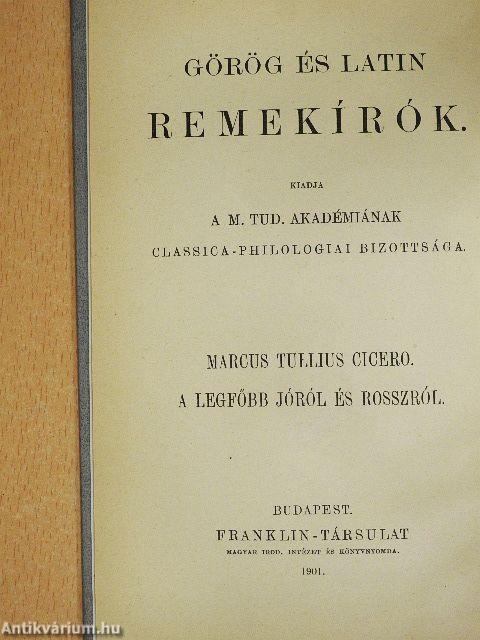 GÖRÖG ÉS LATIN
REMEKÍRÓK.
KIADJA
A M. TUD. AKADÉMIÁNAK
CLASSICA-PHILOLOGIAI BIZOTTSÁGA.
MARCUS TULLIUS CICERO.
A LEGFŐBB JÓRÓL ÉS ROSSZRÓL.
BUDAPEST.
FRANKLIN-TÁRSULAT
MAGYAR IROD. INTÉZET ÉS KÖNYVNYOMDA.
1901.
Antikvárium.hu